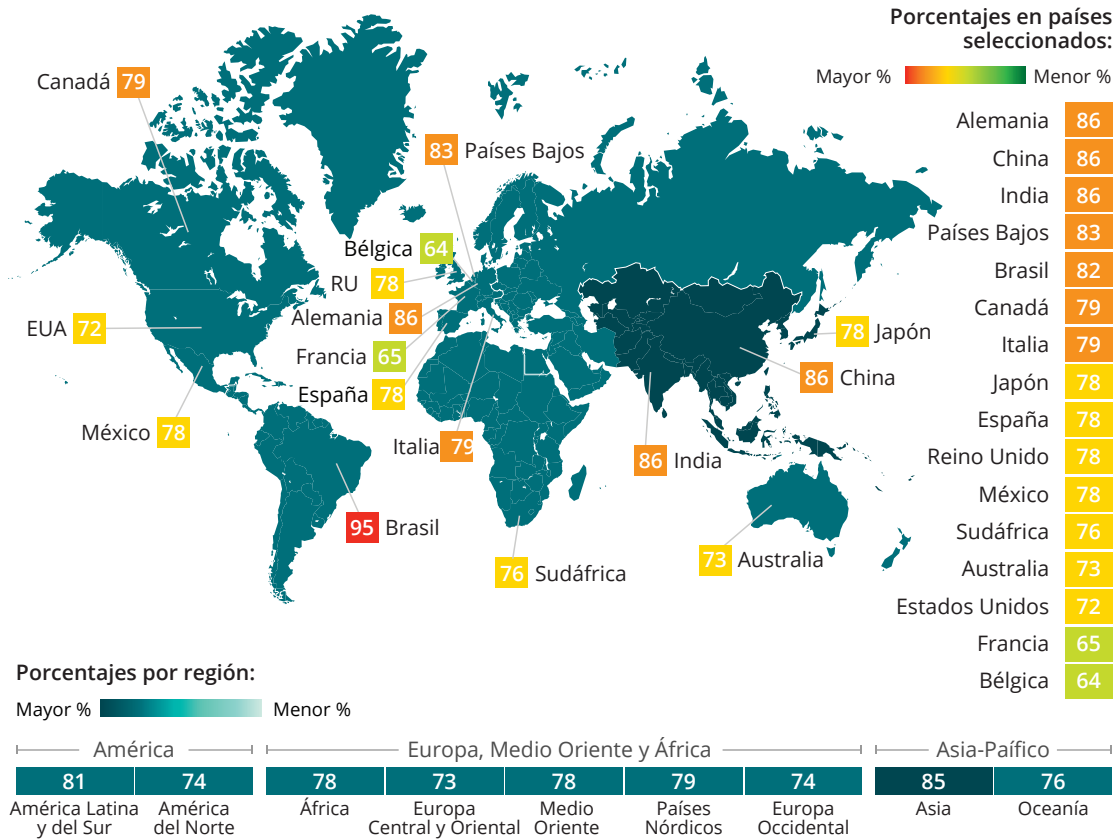 Porcentajes en países
seleccionados:
Mayor %
Menor %
Canadá 79
83 Países Bajos
Bélgica 64
RU 78
Alemania 86
EUA 72
Francia 65
España 78
México 78
Italia 79
78 Japón
86 China
86 India
95 Brasil
76 Sudáfrica
73 Australia
Alemania 86
China 86
India 86
Países Bajos 83
Brasil 82
Canadá 79
Italia 79
Japón 78
España 78
Reino Unido 78
México 78
Sudáfrica 76
Australia 73
Estados Unidos 72
Francia 65
Bélgica 64
Porcentajes por región:
Mayor %
Menor %
América
81
América Latina
y del Sur
74
América
del Norte
Europa, Medio Oriente y África
78
África
73
Europa
Central y Oriental
78
Medio
Oriente
79
Países
Nórdicos
74
Europa
Occidental
Asia-Paífico
85
Asia
76
Oceanía